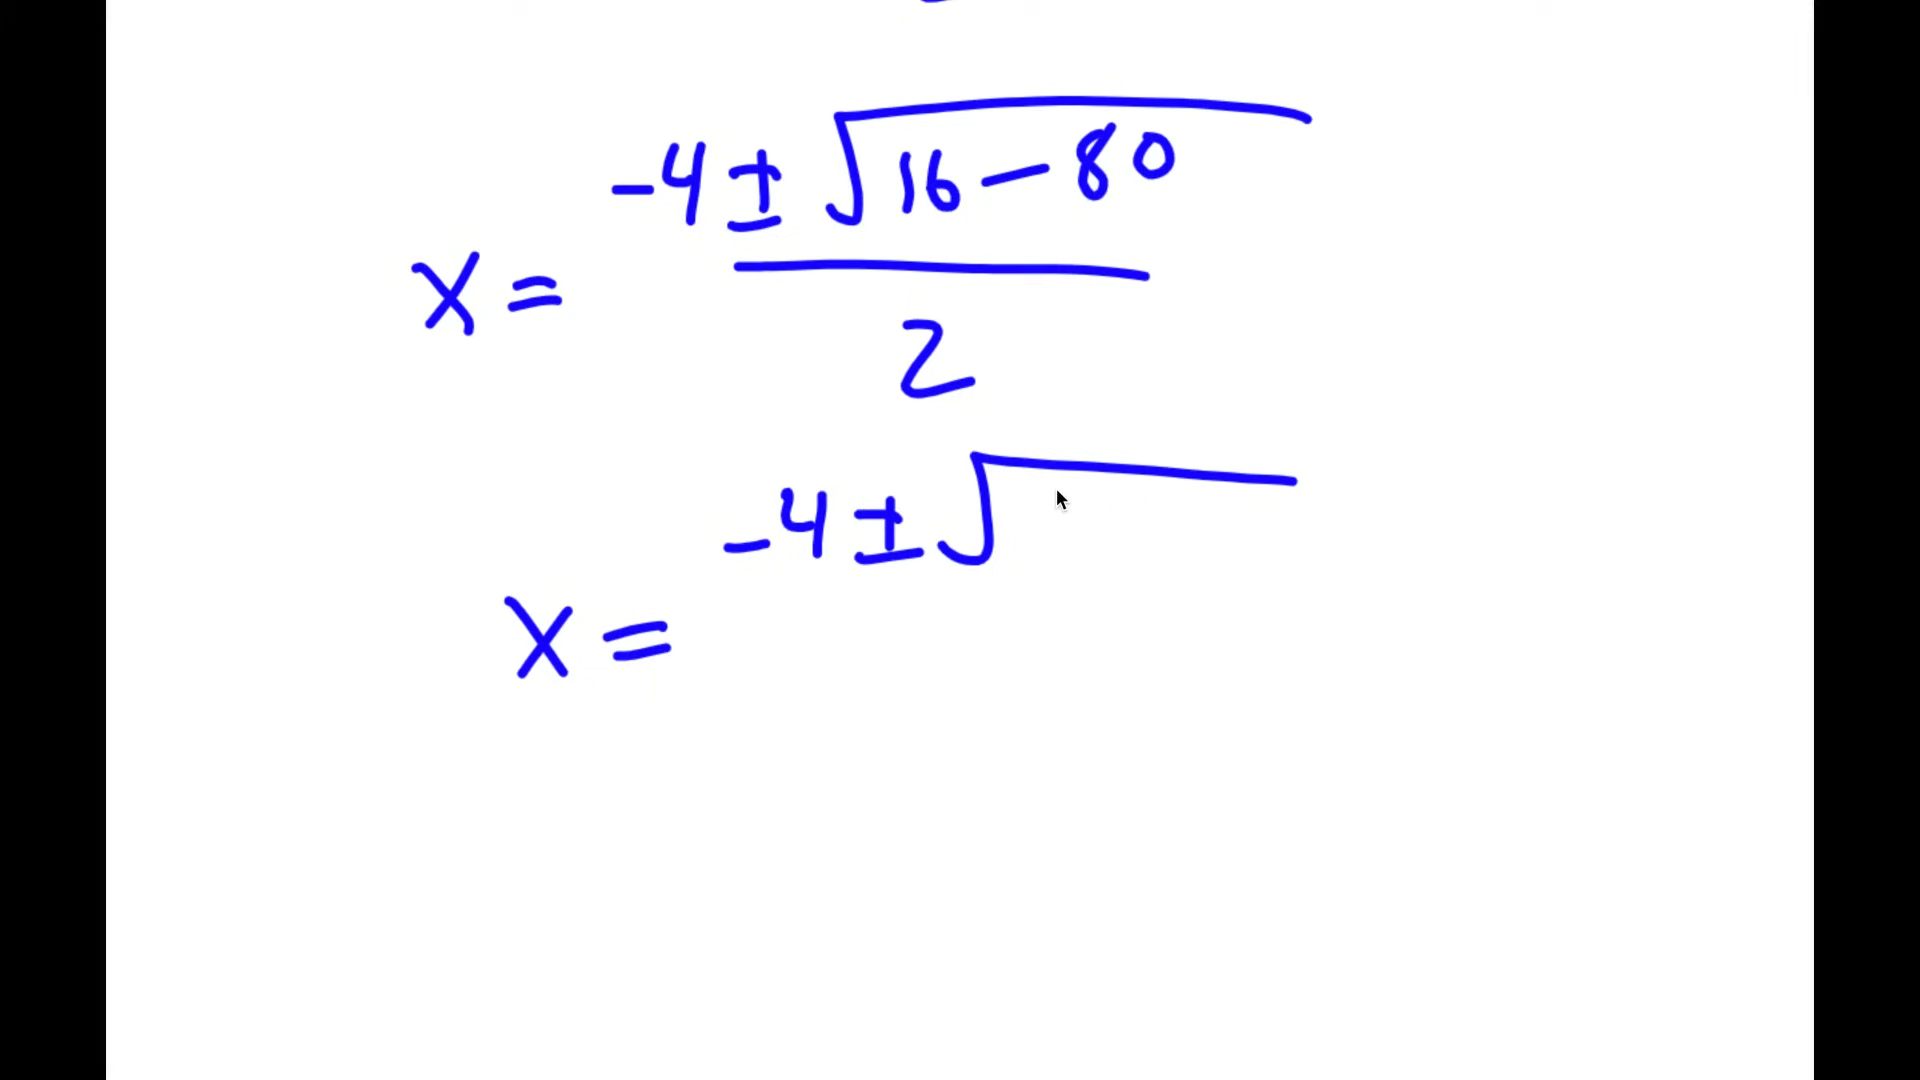 x = (-4 ± √(16 - 80)) / 2
x = -4 ± √